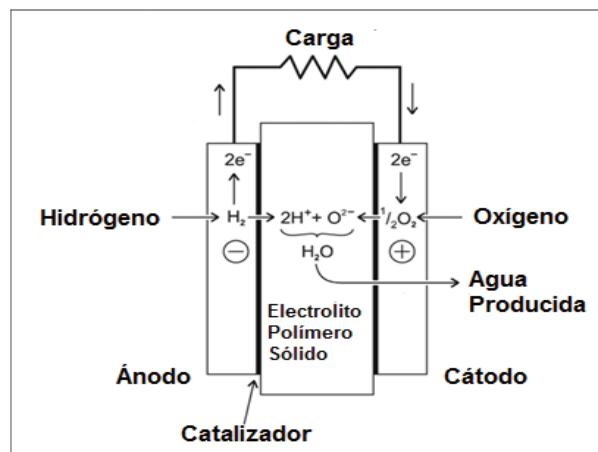 Carga
2e⁻ 2e⁻
Hidrógeno H₂ 2H⁺ + O²⁻ ¹/₂O₂ Oxígeno
− H₂O +
Agua
Producida
Electrolito
Polímero
Sólido
Ánodo Cátodo
Catalizador